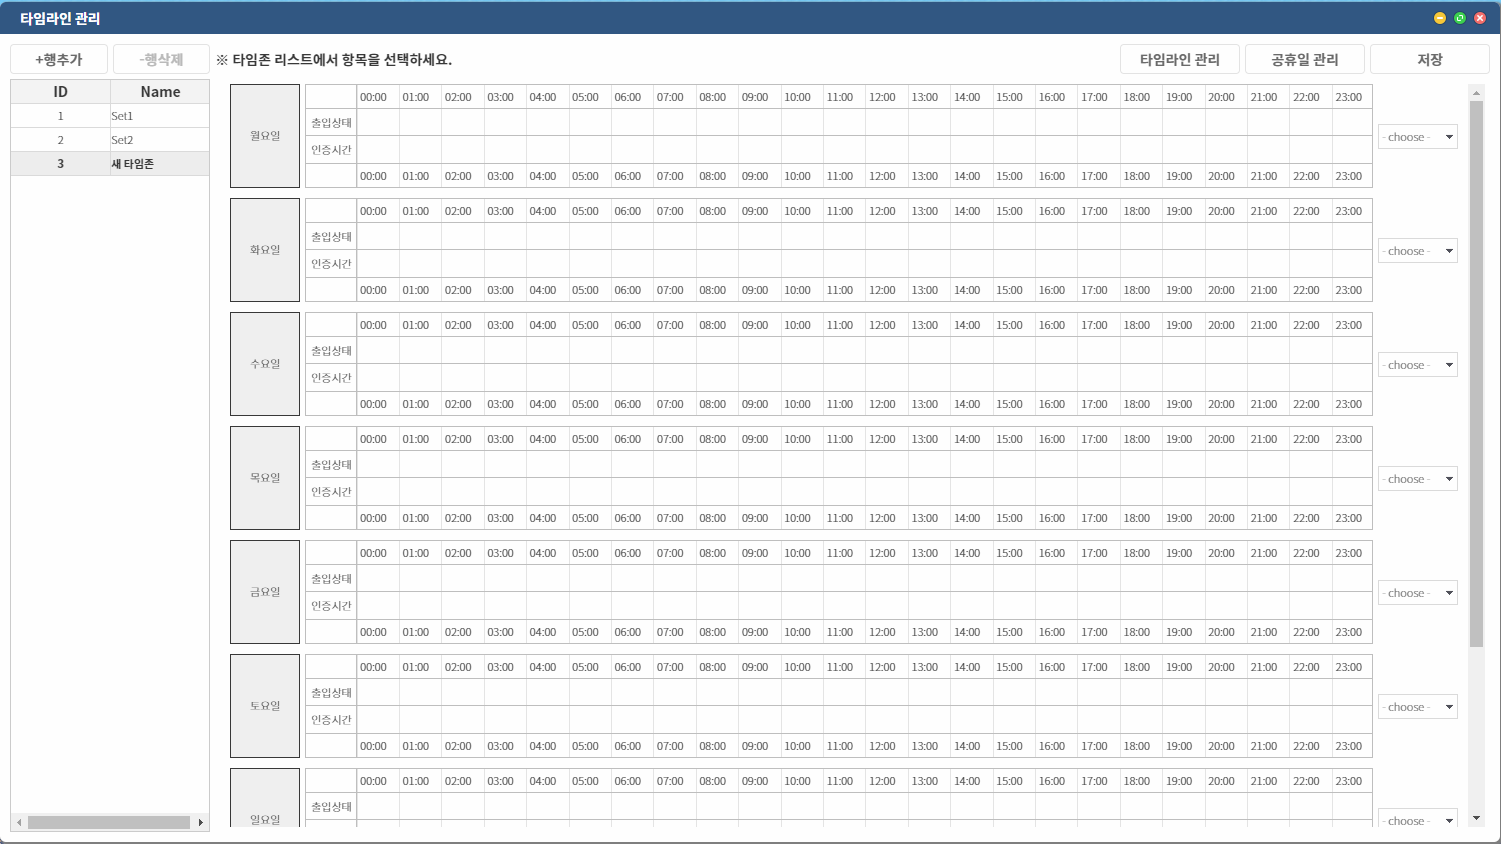 타임라인 관리
+행추가 -행삭제 ※ 타임존 리스트에서 항목을 선택하세요. 타임라인 관리 공휴일 관리 저장
ID Name
1 Set1
2 Set2
3 새 타임존
00:00 01:00 02:00 03:00 04:00 05:00 06:00 07:00 08:00 09:00 10:00 11:00 12:00 13:00 14:00 15:00 16:00 17:00 18:00 19:00 20:00 21:00 22:00 23:00
출입상태
월요일 - choose -
인증시간
00:00 01:00 02:00 03:00 04:00 05:00 06:00 07:00 08:00 09:00 10:00 11:00 12:00 13:00 14:00 15:00 16:00 17:00 18:00 19:00 20:00 21:00 22:00 23:00
00:00 01:00 02:00 03:00 04:00 05:00 06:00 07:00 08:00 09:00 10:00 11:00 12:00 13:00 14:00 15:00 16:00 17:00 18:00 19:00 20:00 21:00 22:00 23:00
출입상태
화요일 - choose -
인증시간
00:00 01:00 02:00 03:00 04:00 05:00 06:00 07:00 08:00 09:00 10:00 11:00 12:00 13:00 14:00 15:00 16:00 17:00 18:00 19:00 20:00 21:00 22:00 23:00
00:00 01:00 02:00 03:00 04:00 05:00 06:00 07:00 08:00 09:00 10:00 11:00 12:00 13:00 14:00 15:00 16:00 17:00 18:00 19:00 20:00 21:00 22:00 23:00
출입상태
수요일 - choose -
인증시간
00:00 01:00 02:00 03:00 04:00 05:00 06:00 07:00 08:00 09:00 10:00 11:00 12:00 13:00 14:00 15:00 16:00 17:00 18:00 19:00 20:00 21:00 22:00 23:00
00:00 01:00 02:00 03:00 04:00 05:00 06:00 07:00 08:00 09:00 10:00 11:00 12:00 13:00 14:00 15:00 16:00 17:00 18:00 19:00 20:00 21:00 22:00 23:00
출입상태
목요일 - choose -
인증시간
00:00 01:00 02:00 03:00 04:00 05:00 06:00 07:00 08:00 09:00 10:00 11:00 12:00 13:00 14:00 15:00 16:00 17:00 18:00 19:00 20:00 21:00 22:00 23:00
00:00 01:00 02:00 03:00 04:00 05:00 06:00 07:00 08:00 09:00 10:00 11:00 12:00 13:00 14:00 15:00 16:00 17:00 18:00 19:00 20:00 21:00 22:00 23:00
출입상태
금요일 - choose -
인증시간
00:00 01:00 02:00 03:00 04:00 05:00 06:00 07:00 08:00 09:00 10:00 11:00 12:00 13:00 14:00 15:00 16:00 17:00 18:00 19:00 20:00 21:00 22:00 23:00
00:00 01:00 02:00 03:00 04:00 05:00 06:00 07:00 08:00 09:00 10:00 11:00 12:00 13:00 14:00 15:00 16:00 17:00 18:00 19:00 20:00 21:00 22:00 23:00
출입상태
토요일 - choose -
인증시간
00:00 01:00 02:00 03:00 04:00 05:00 06:00 07:00 08:00 09:00 10:00 11:00 12:00 13:00 14:00 15:00 16:00 17:00 18:00 19:00 20:00 21:00 22:00 23:00
00:00 01:00 02:00 03:00 04:00 05:00 06:00 07:00 08:00 09:00 10:00 11:00 12:00 13:00 14:00 15:00 16:00 17:00 18:00 19:00 20:00 21:00 22:00 23:00
출입상태
일요일 - choose -